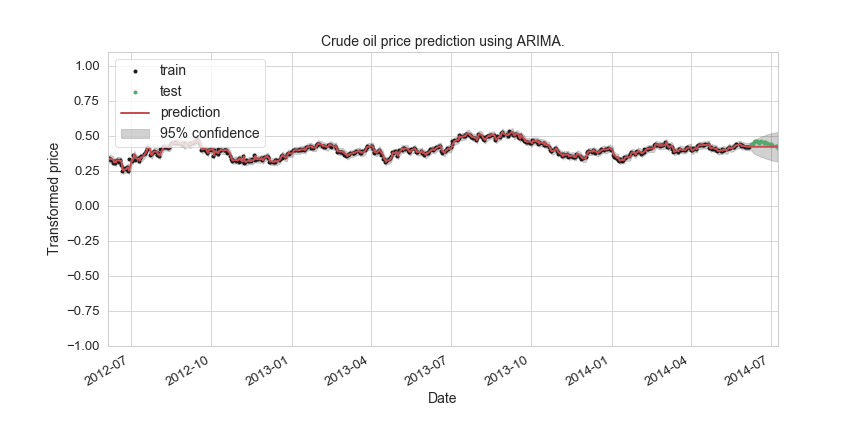 Crude oil price prediction using ARIMA.
1.00
0.75
0.50
0.25
0.00
−0.25
−0.50
−0.75
−1.00
Transformed price
train
test
prediction
95% confidence
2012-07
2012-10
2013-01
2013-04
2013-07
2013-10
2014-01
2014-04
2014-07
Date